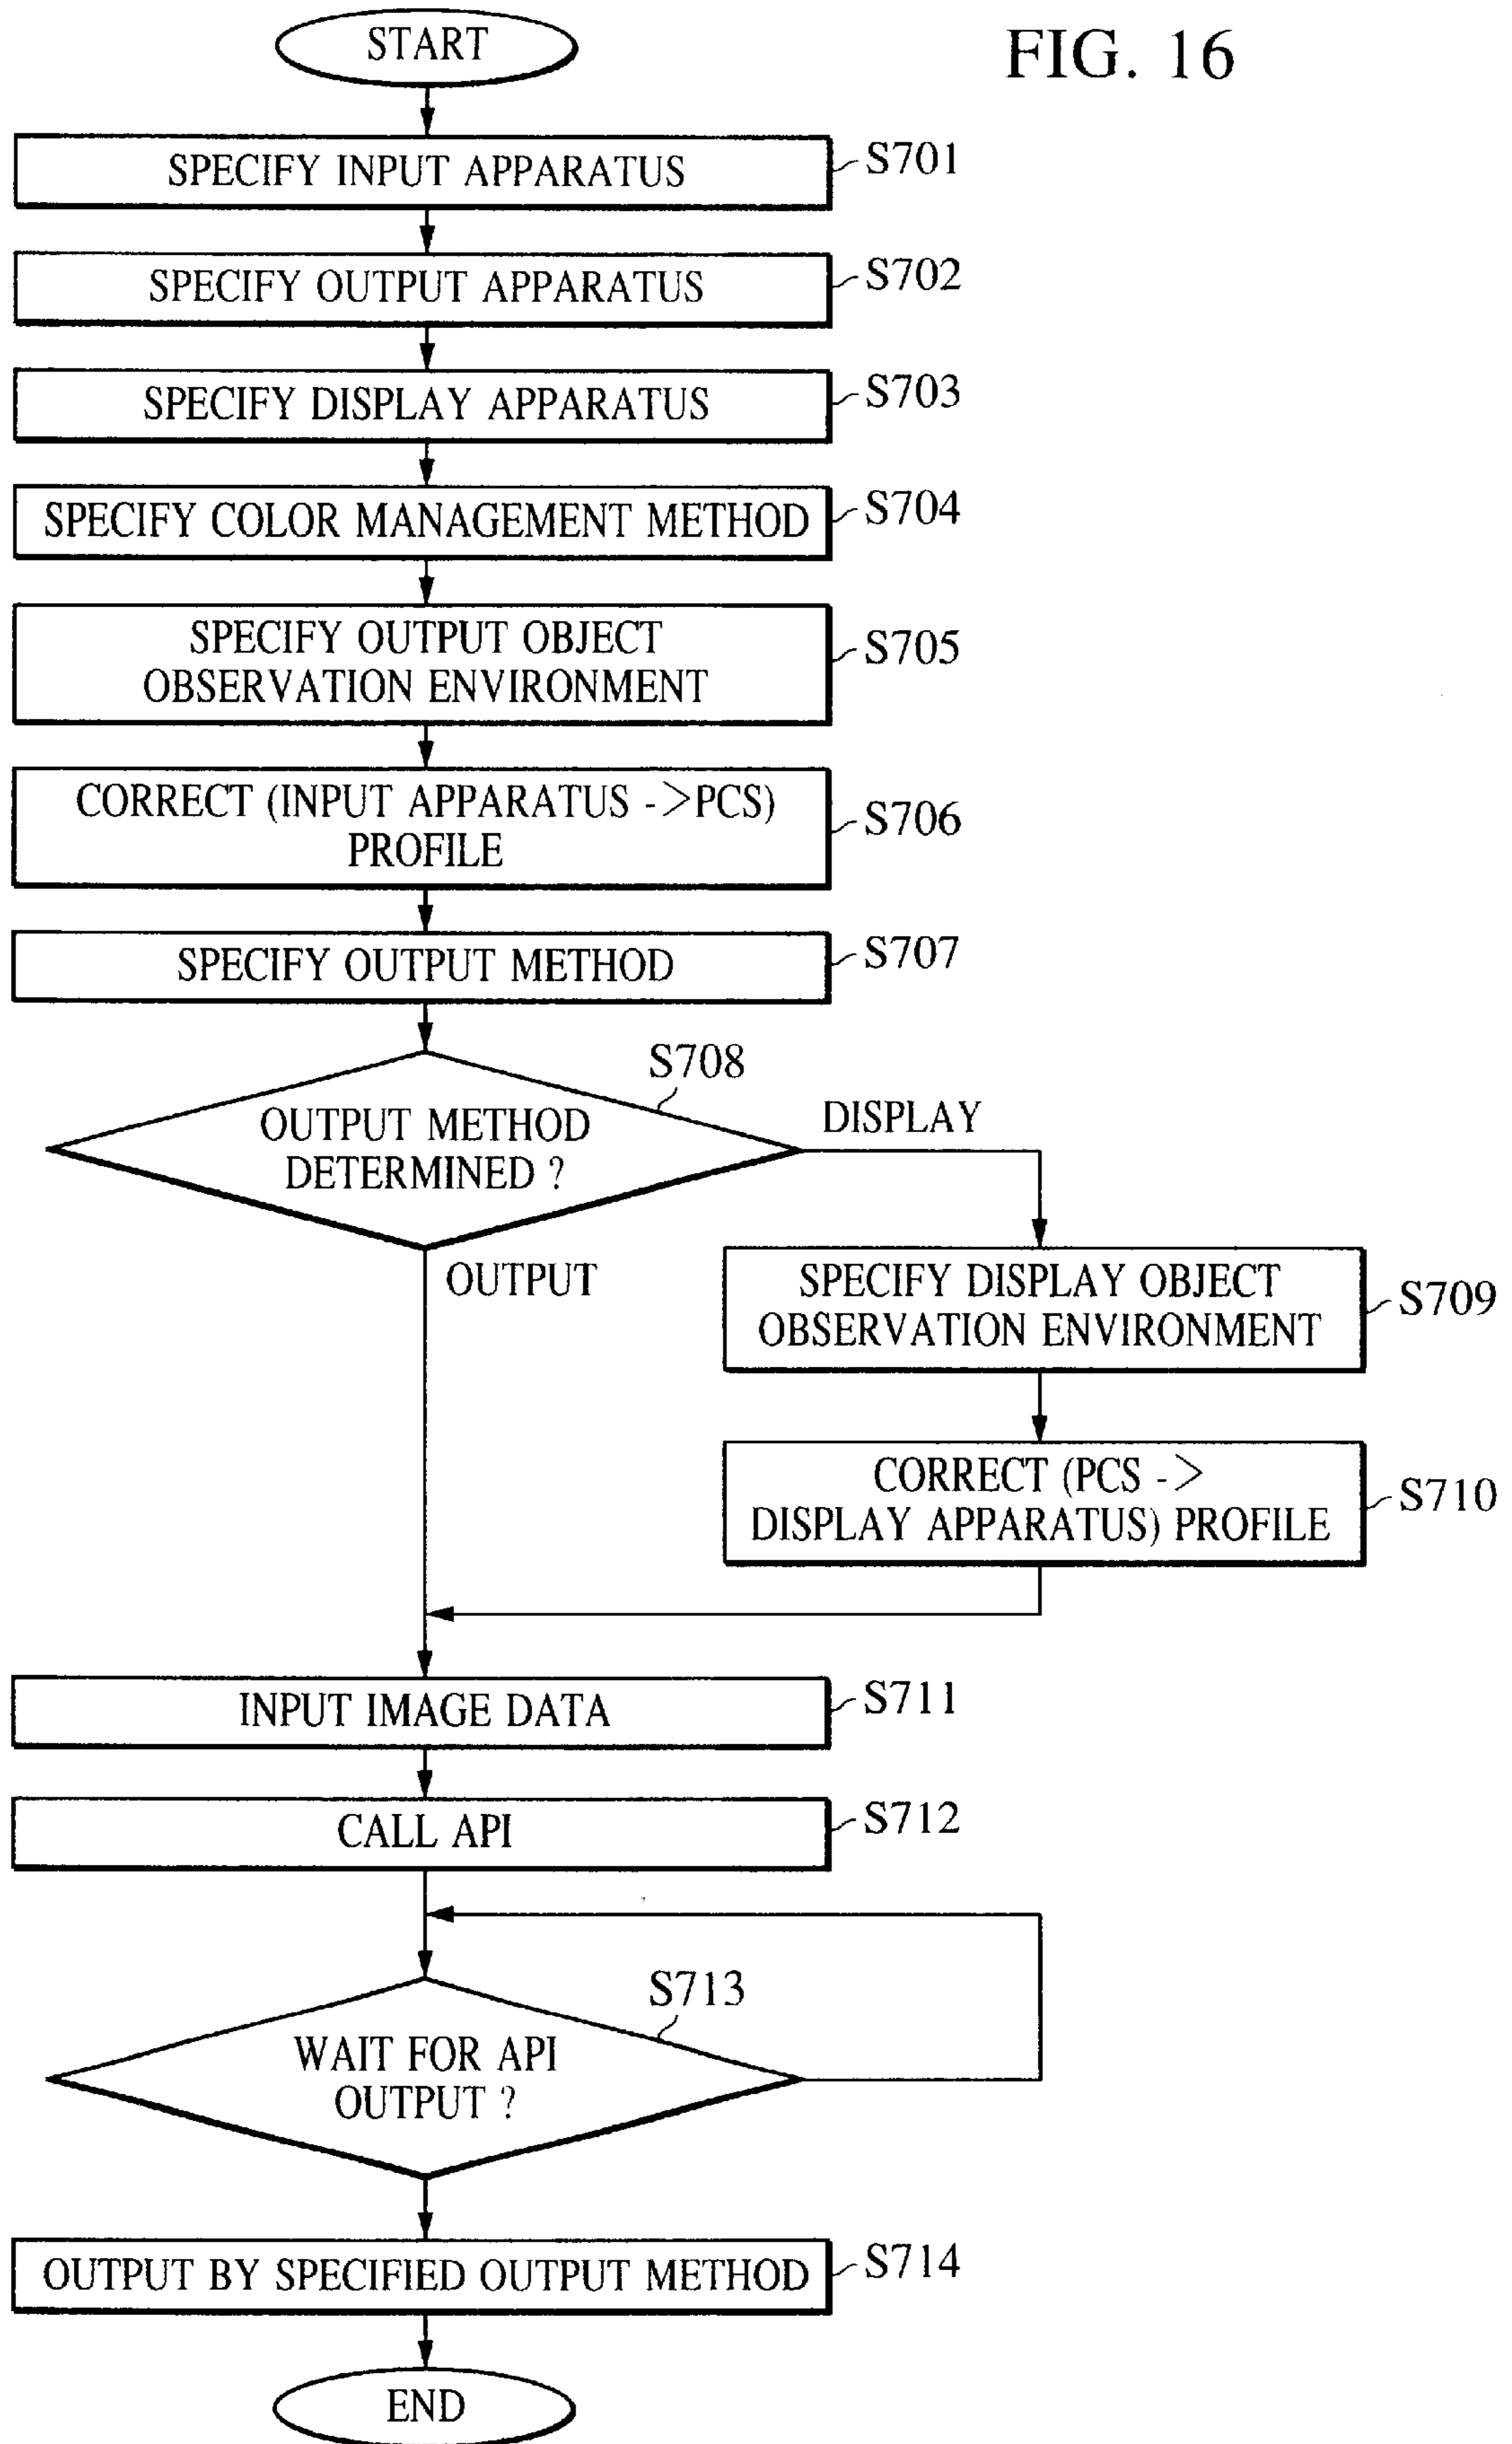 START
FIG. 16
SPECIFY INPUT APPARATUS
S701
SPECIFY OUTPUT APPARATUS
S702
SPECIFY DISPLAY APPARATUS
S703
SPECIFY COLOR MANAGEMENT METHOD
S704
SPECIFY OUTPUT OBJECT
OBSERVATION ENVIRONMENT
S705
CORRECT (INPUT APPARATUS ->PCS)
PROFILE
S706
SPECIFY OUTPUT METHOD
S707
S708
OUTPUT METHOD
DETERMINED ?
DISPLAY
OUTPUT
SPECIFY DISPLAY OBJECT
OBSERVATION ENVIRONMENT
S709
CORRECT (PCS ->
DISPLAY APPARATUS) PROFILE
S710
INPUT IMAGE DATA
S711
CALL API
S712
S713
WAIT FOR API
OUTPUT ?
OUTPUT BY SPECIFIED OUTPUT METHOD
S714
END